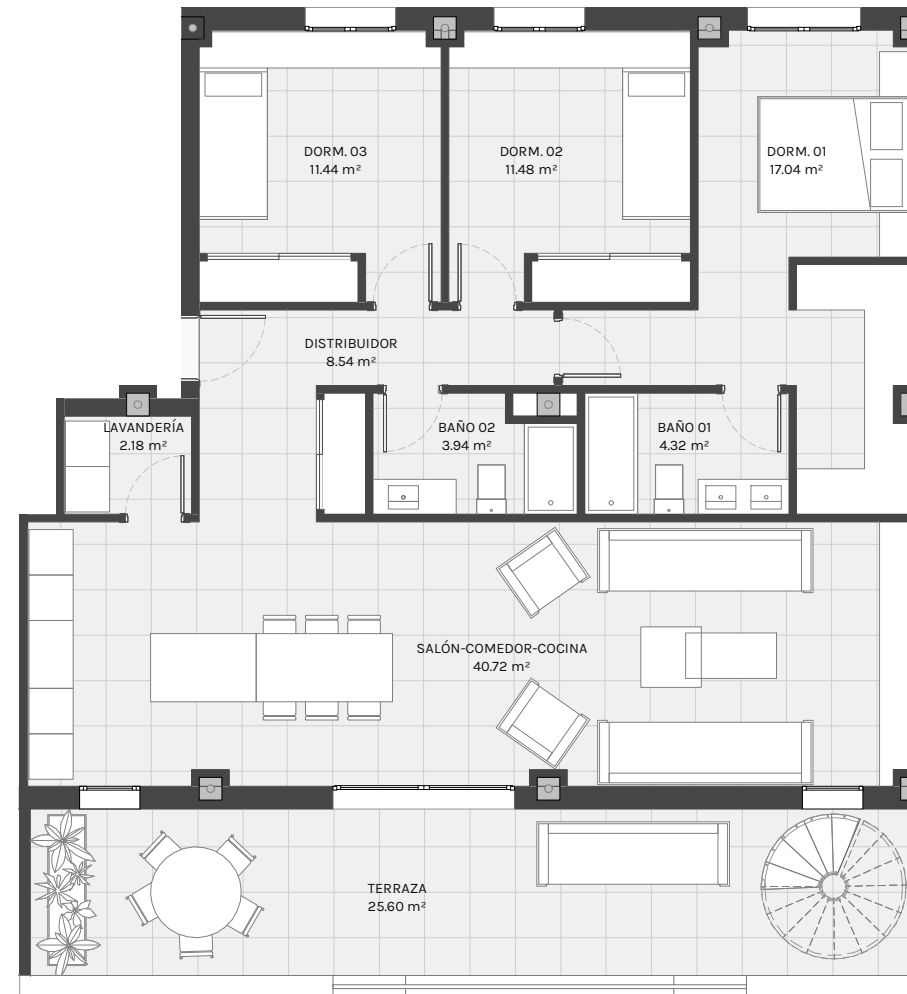 DORM. 03
11.44 m²
DORM. 02
11.48 m²
DORM. 01
17.04 m²
DISTRIBUIDOR
8.54 m²
LAVANDERÍA
2.18 m²
BAÑO 02
3.94 m²
BAÑO 01
4.32 m²
SALÓN-COMEDOR-COCINA
40.72 m²
TERRAZA
25.60 m²